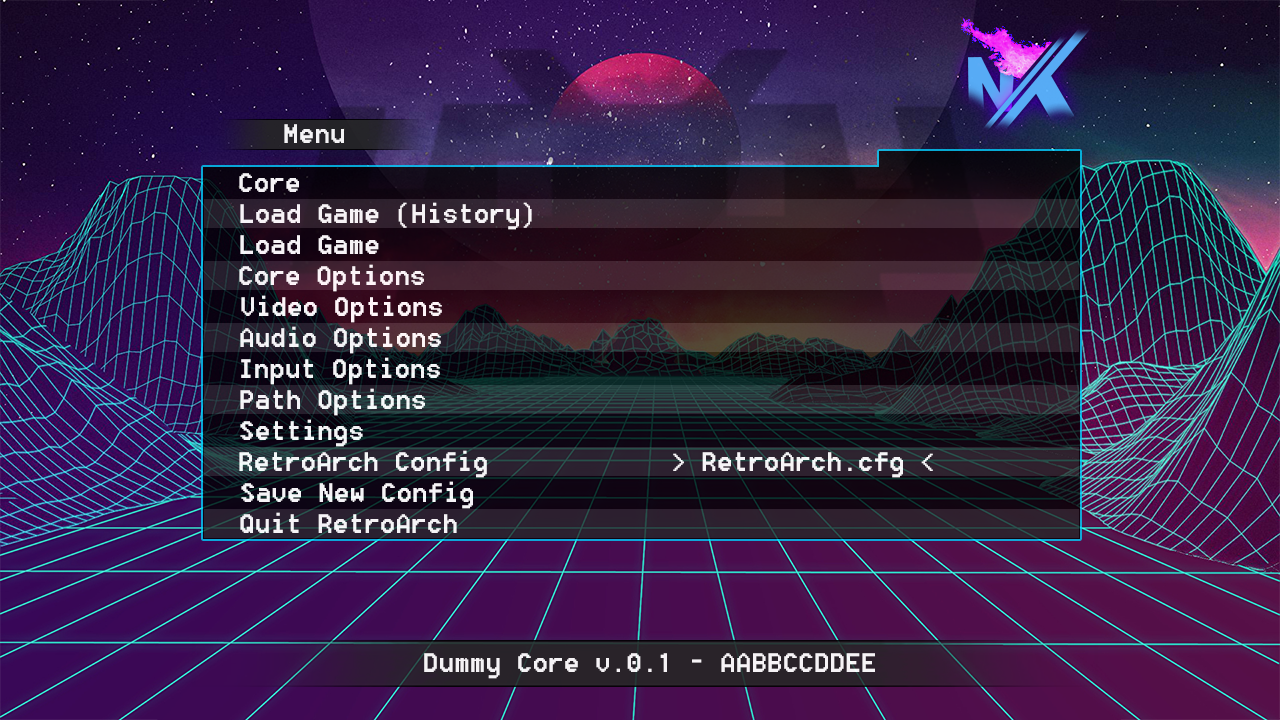 NX
Menu
Core
Load Game (History)
Load Game
Core Options
Video Options
Audio Options
Input Options
Path Options
Settings
RetroArch Config > RetroArch.cfg <
Save New Config
Quit RetroArch
Dummy Core v.0.1 - AABBCCDDEE